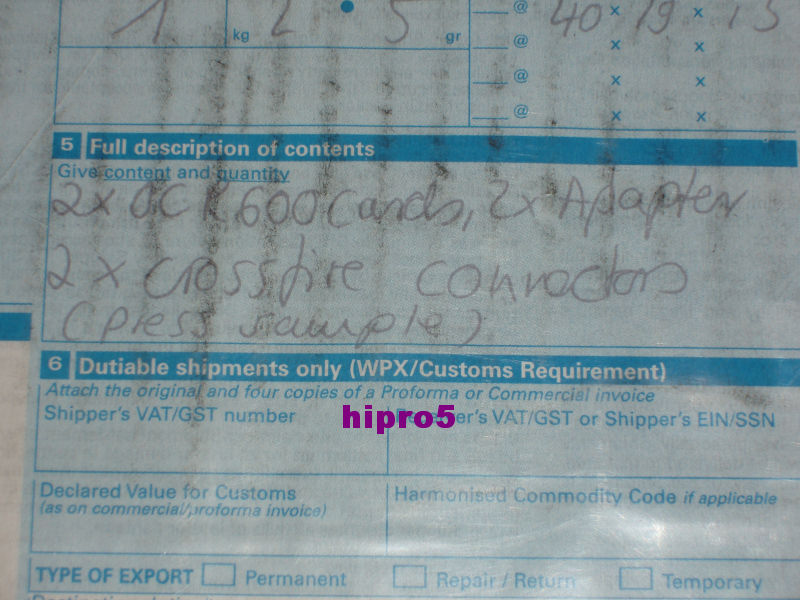 1 kg 2 • 5 gr @ 40 x 19 x 15
@ x x
@ x x
@ x x
5 Full description of contents
Give content and quantity
2x OCR 600 Cards, 2x Adapter
2 x crossfire connectors
(press sample)
6 Dutiable shipments only (WPX/Customs Requirement)
Attach the original and four copies of a Proforma or Commercial invoice
Shipper's VAT/GST number
hipro5
's VAT/GST or Shipper's EIN/SSN
Declared Value for Customs
(as on commercial/proforma invoice)
Harmonised Commodity Code if applicable
TYPE OF EXPORT Permanent Repair / Return Temporary